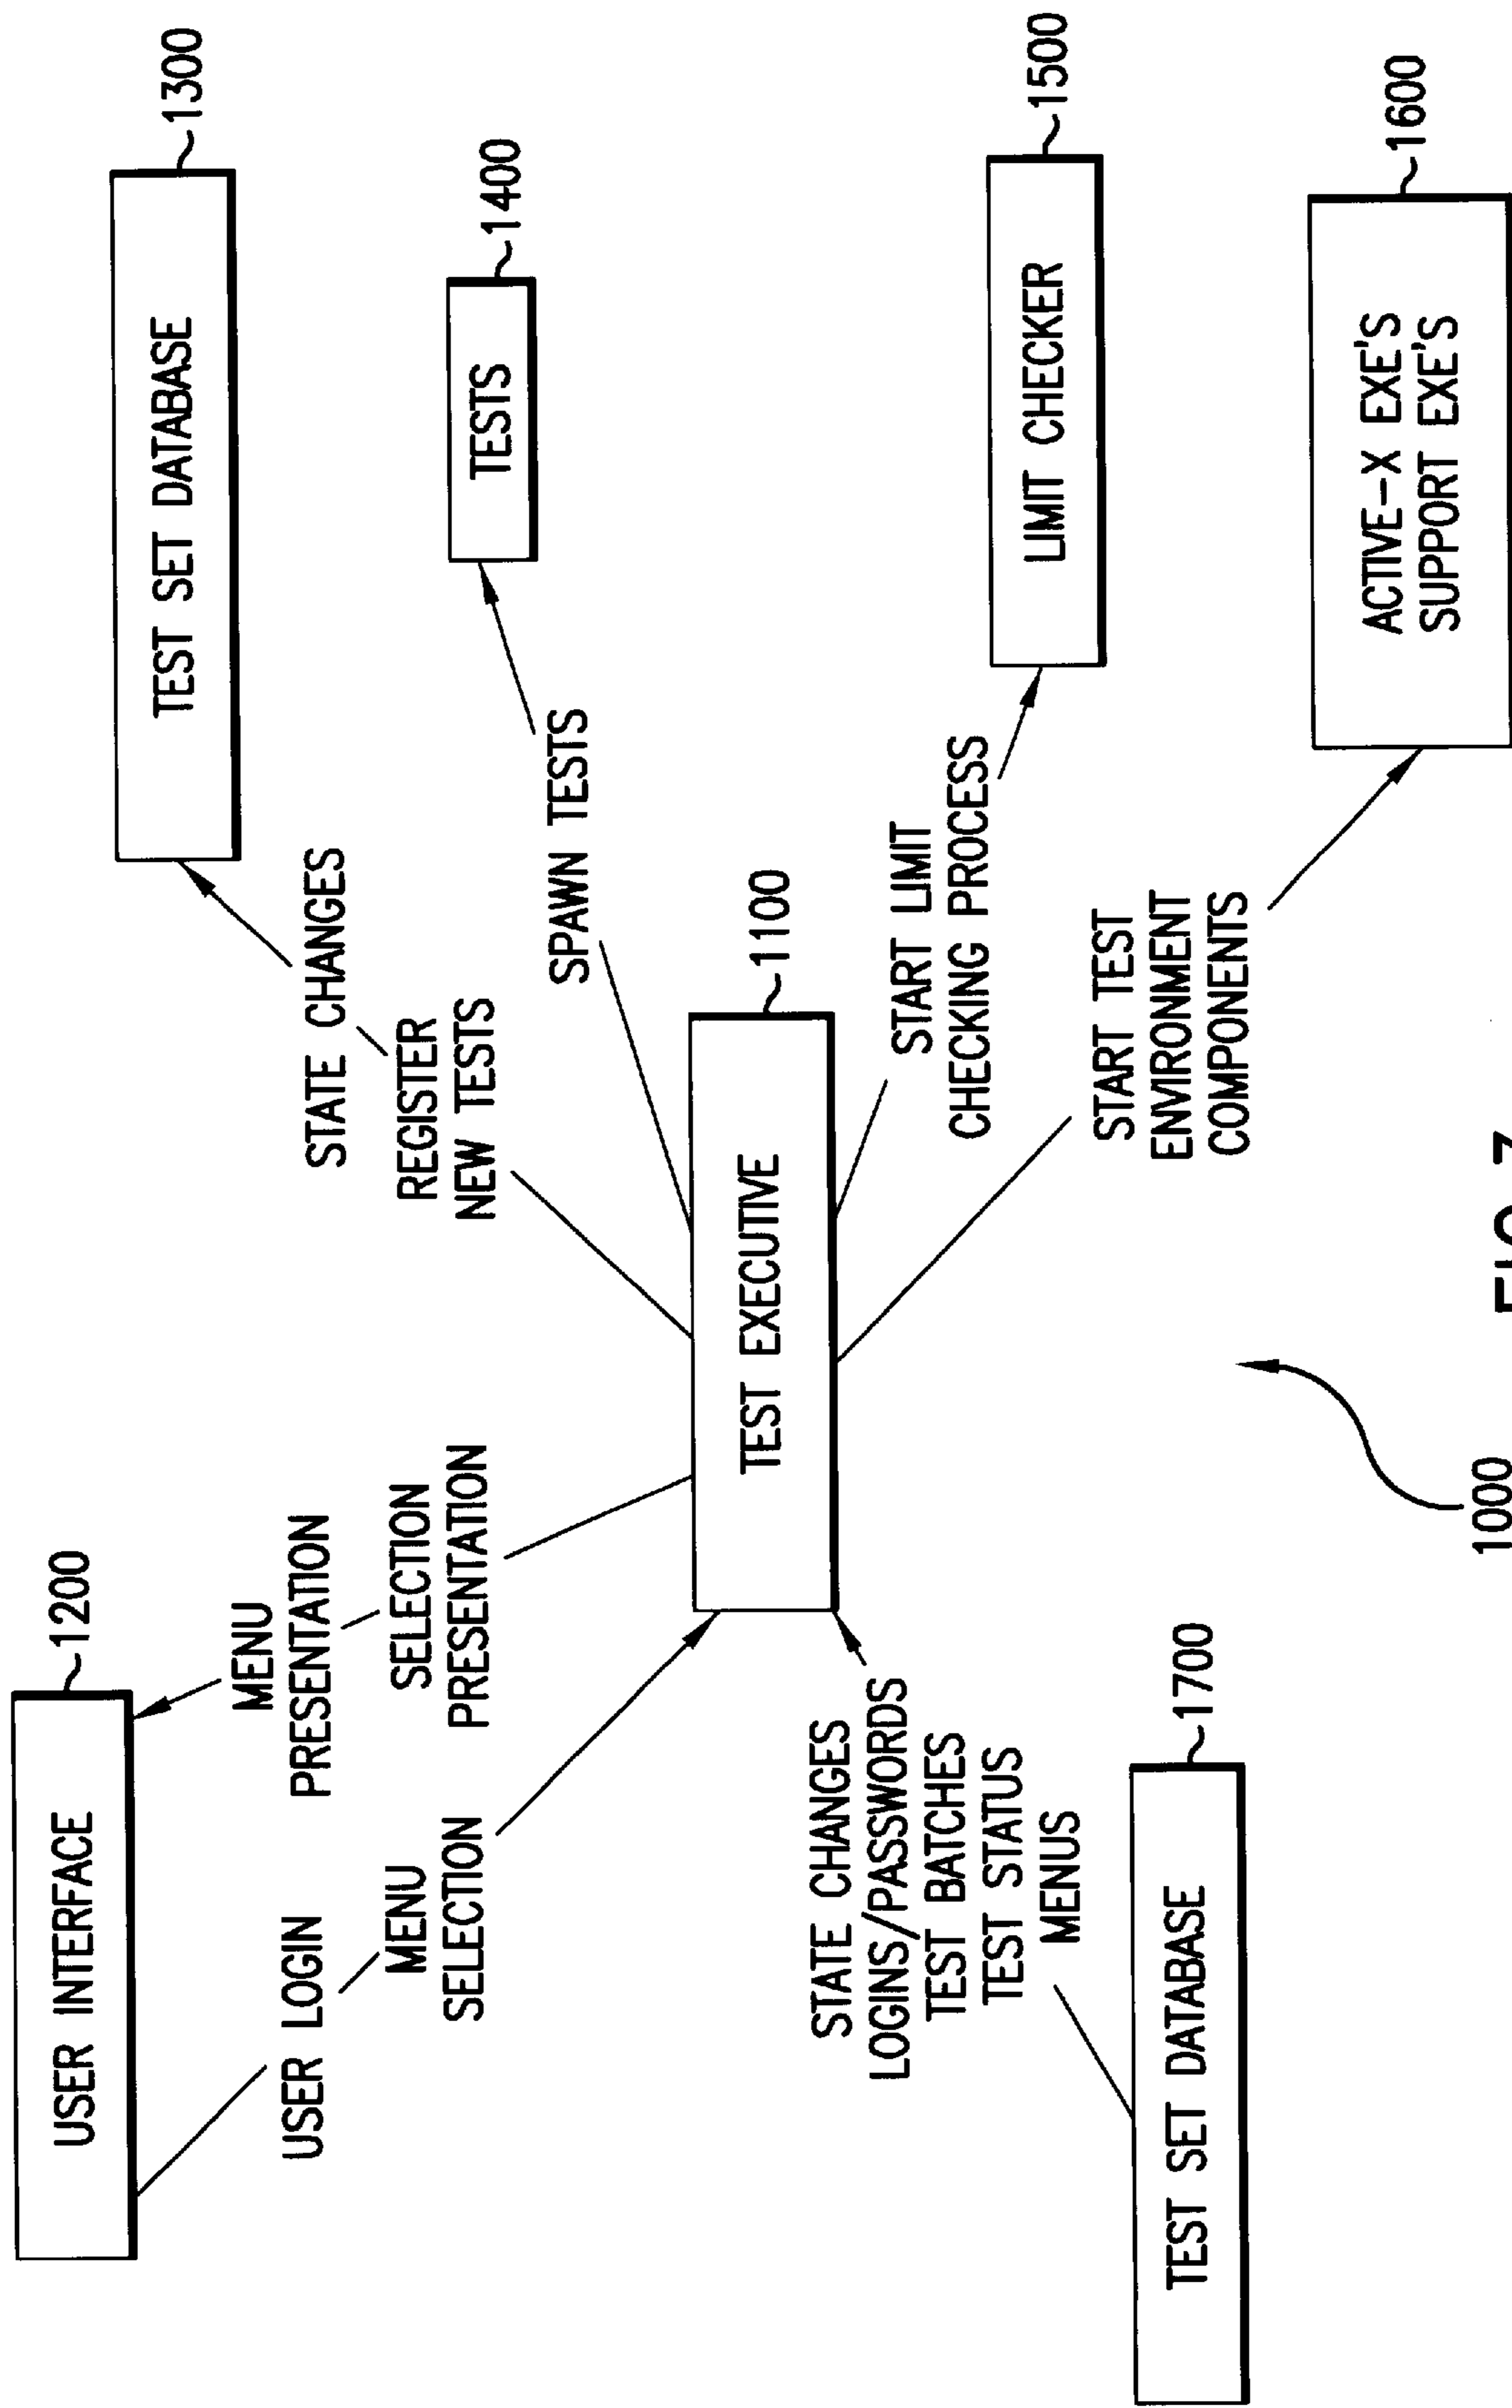 USER INTERFACE
1200
USER LOGIN
MENU
SELECTION
MENU
PRESENTATION
SELECTION
PRESENTATION
TEST SET DATABASE
1300
STATE CHANGES
REGISTER
NEW TESTS
TESTS
1400
SPAWN TESTS
TEST EXECUTIVE
1100
STATE CHANGES
LOGINS/PASSWORDS
TEST BATCHES
TEST STATUS
MENUS
TEST SET DATABASE
1700
START LIMIT
CHECKING PROCESS
LIMIT CHECKER
1500
START TEST
ENVIRONMENT
COMPONENTS
ACTIVE-X EXE'S
SUPPORT EXE'S
1600
1000